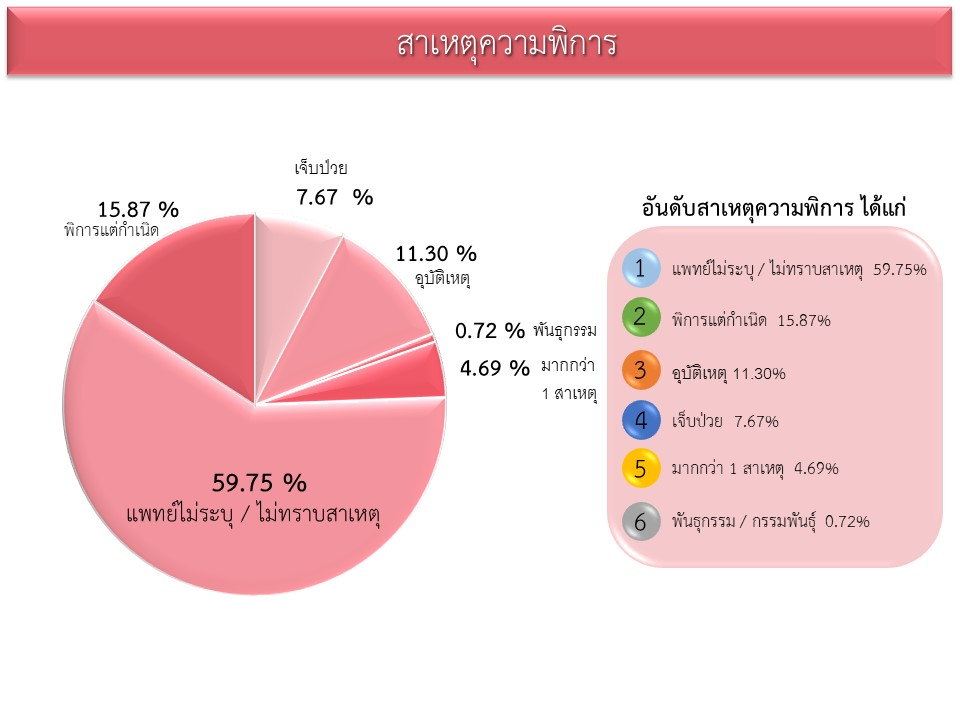 สาเหตุความพิการ
เจ็บป่วย
7.67 %
15.87 %
พิการแต่กำเนิด
11.30 %
อุบัติเหตุ
0.72 % พันธุกรรม
4.69 % มากกว่า
1 สาเหตุ
59.75 %
แพทย์ไม่ระบุ / ไม่ทราบสาเหตุ
อันดับสาเหตุความพิการ ได้แก่
1 แพทย์ไม่ระบุ / ไม่ทราบสาเหตุ 59.75%
2 พิการแต่กำเนิด 15.87%
3 อุบัติเหตุ 11.30%
4 เจ็บป่วย 7.67%
5 มากกว่า 1 สาเหตุ 4.69%
6 พันธุกรรม / กรรมพันธุ์ 0.72%